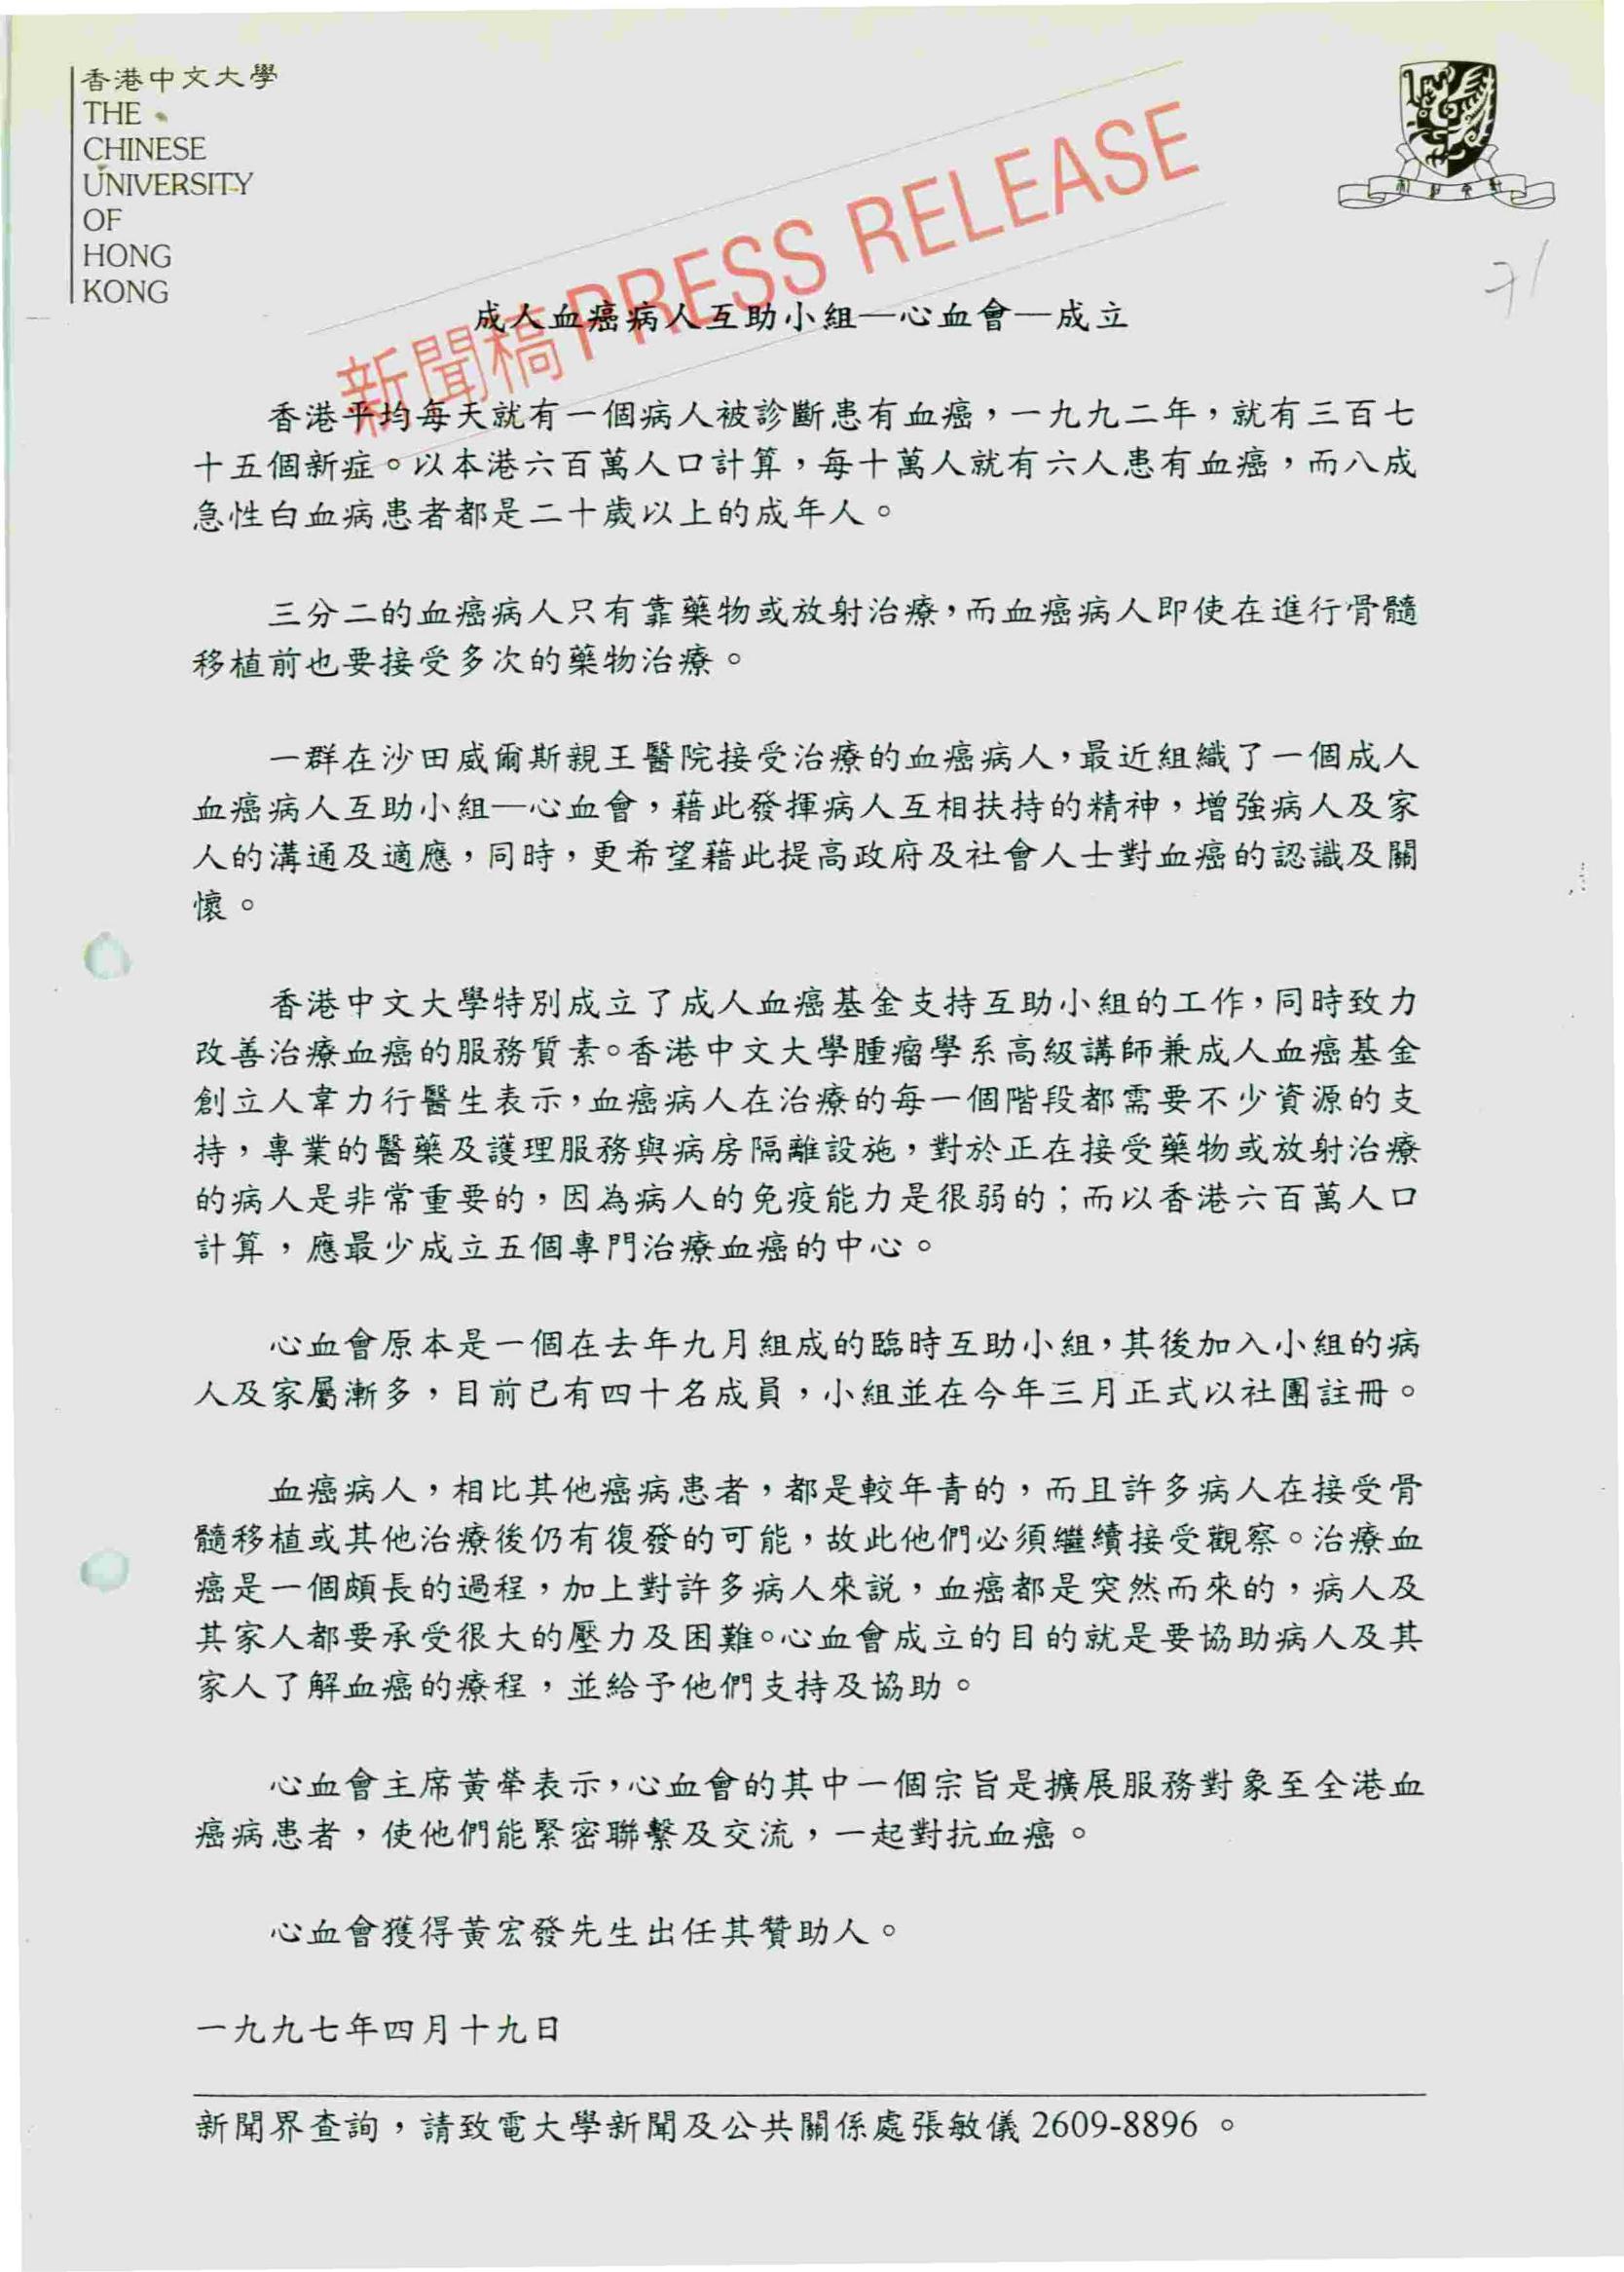 香港中文大學
THE
CHINESE
UNIVERSITY
OF
HONG
KONG
新聞稿 PRESS RELEASE
71
成人血癌病人互助小組—心血會—成立
香港平均每天就有一個病人被診斷患有血癌，一九九二年，就有三百七
十五個新症。以本港六百萬人口計算，每十萬人就有六人患有血癌，而八成
急性白血病患者都是二十歲以上的成年人。
三分二的血癌病人只有靠藥物或放射治療，而血癌病人即使在進行骨髓
移植前也要接受多次的藥物治療。
一群在沙田威爾斯親王醫院接受治療的血癌病人，最近組織了一個成人
血癌病人互助小組—心血會，藉此發揮病人互相扶持的精神，增強病人及家
人的溝通及適應，同時，更希望藉此提高政府及社會人士對血癌的認識及關
懷。
香港中文大學特別成立了成人血癌基金支持互助小組的工作，同時致力
改善治療血癌的服務質素。香港中文大學腫瘤學系高級講師兼成人血癌基金
創立人韋力行醫生表示，血癌病人在治療的每一個階段都需要不少資源的支
持，專業的醫藥及護理服務與病房隔離設施，對於正在接受藥物或放射治療
的病人是非常重要的，因為病人的免疫能力是很弱的；而以香港六百萬人口
計算，應最少成立五個專門治療血癌的中心。
心血會原本是一個在去年九月組成的臨時互助小組，其後加入小組的病
人及家屬漸多，目前已有四十名成員，小組並在今年三月正式以社團註冊。
血癌病人，相比其他癌病患者，都是較年青的，而且許多病人在接受骨
髓移植或其他治療後仍有復發的可能，故此他們必須繼續接受觀察。治療血
癌是一個頗長的過程，加上對許多病人來說，血癌都是突然而來的，病人及
其家人都要承受很大的壓力及困難。心血會成立的目的就是要協助病人及其
家人了解血癌的療程，並給予他們支持及協助。
心血會主席黃犖表示，心血會的其中一個宗旨是擴展服務對象至全港血
癌病患者，使他們能緊密聯繫及交流，一起對抗血癌。
心血會獲得黃宏發先生出任其贊助人。
一九九七年四月十九日
新聞界查詢，請致電大學新聞及公共關係處張敏儀 2609-8896 。